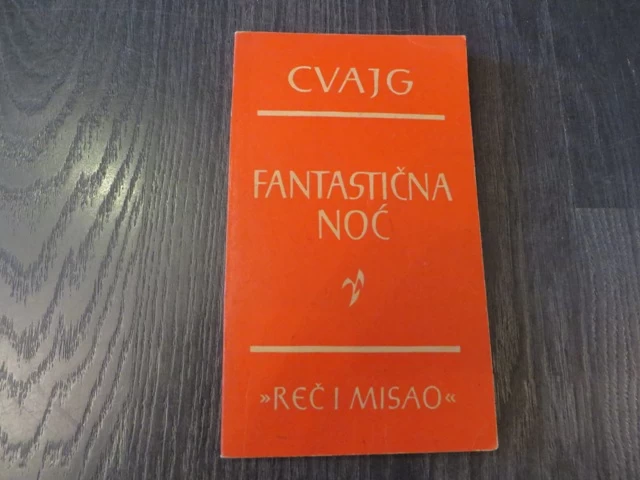 CVAJG
FANTASTIČNA
NOĆ
»REČ I MISAO«